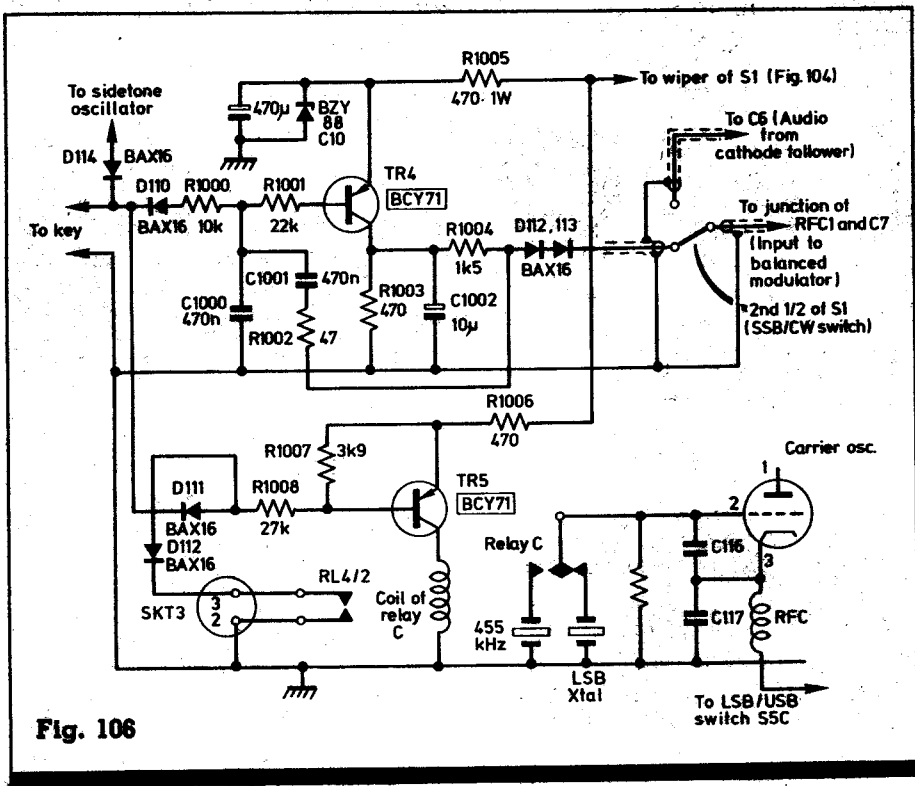 R1005
470· 1W
To wiper of S1 (Fig. 104)
To sidetone
oscillator
470µ
BZY
88
C10
To C6 (Audio
from
cathode follower)
D114
BAX16
TR4
BCY71
D110
R1000
R1001
BAX16
10k
22k
To key
R1004
1k5
D112, 113
BAX16
To junction of
RFC1 and C7
(Input to
balanced
modulator)
C1001
470n
C1000
470n
R1003
470
C1002
10µ
R1002
47
2nd 1/2 of S1
(SSB/CW switch)
R1006
470
R1007
3k9
Carrier osc.
1
TR5
BCY71
D111
BAX16
R1008
27k
2
D112
BAX16
Relay C
C116
3
SKT3
3
2
RL4/2
Coil of
relay
C
455
kHz
C117
RFC
LSB
Xtal
To LSB/USB
switch S5C
Fig. 106